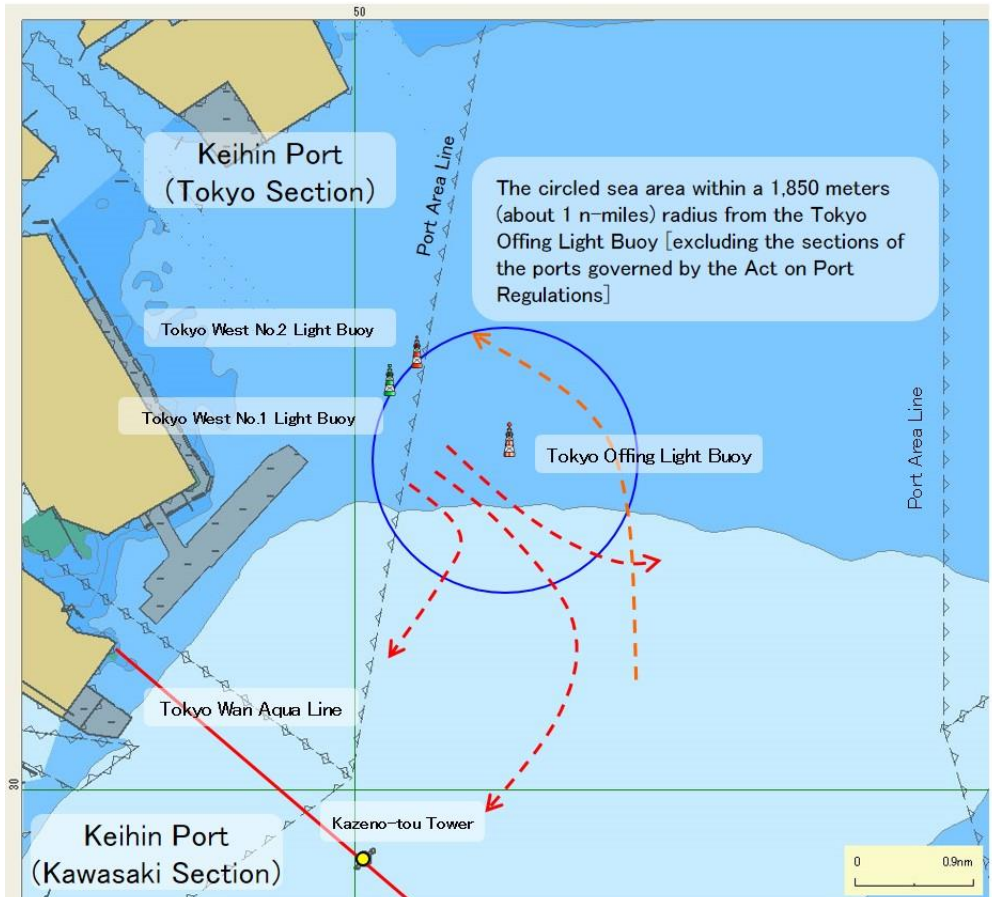 50
Keihin Port
(Tokyo Section)
Port Area Line
The circled sea area within a 1,850 meters
(about 1 n-miles) radius from the Tokyo
Offing Light Buoy [excluding the sections of
the ports governed by the Act on Port
Regulations]
Tokyo West No.2 Light Buoy
Tokyo West No.1 Light Buoy
Tokyo Offing Light Buoy
Port Area Line
Tokyo Wan Aqua Line
30
Kazeno-tou Tower
Keihin Port
(Kawasaki Section)
0 0.9nm